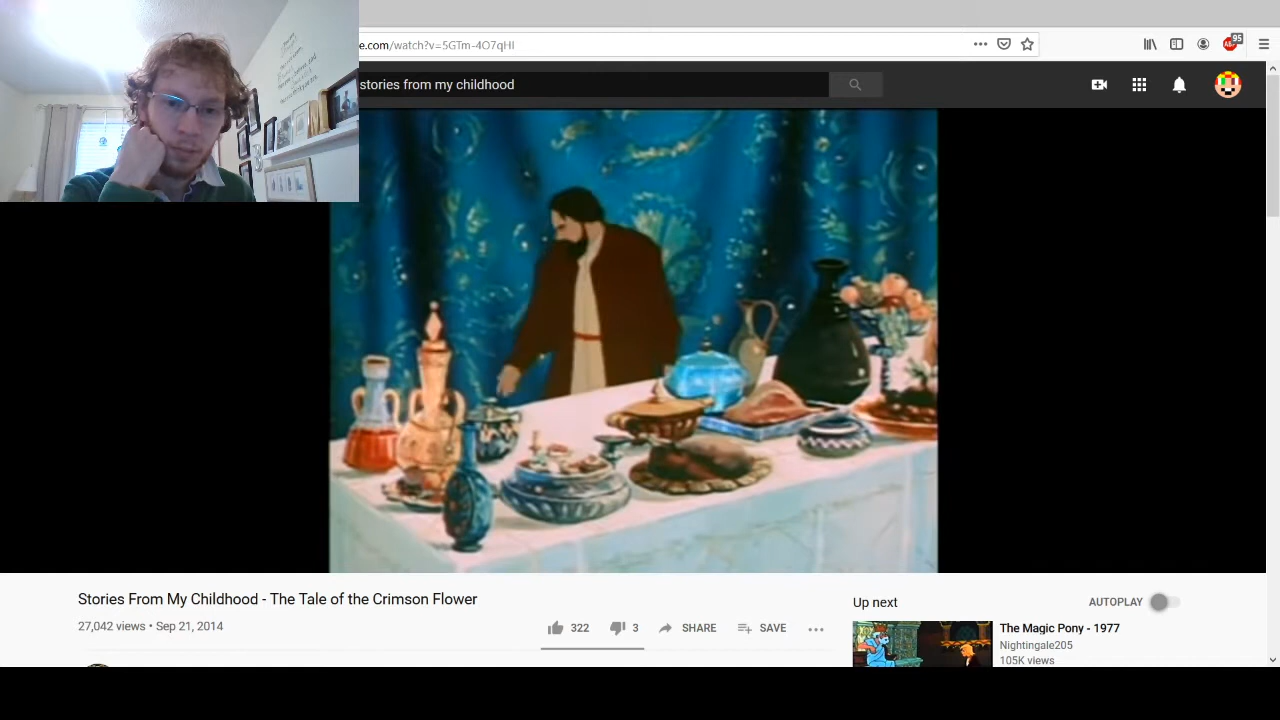 e.com/watch?v=5GTm-4O7qHI
95
stories from my childhood
Stories From My Childhood - The Tale of the Crimson Flower
27,042 views • Sep 21, 2014
322
3
SHARE
SAVE
Up next
AUTOPLAY
The Magic Pony - 1977
Nightingale205
105K views